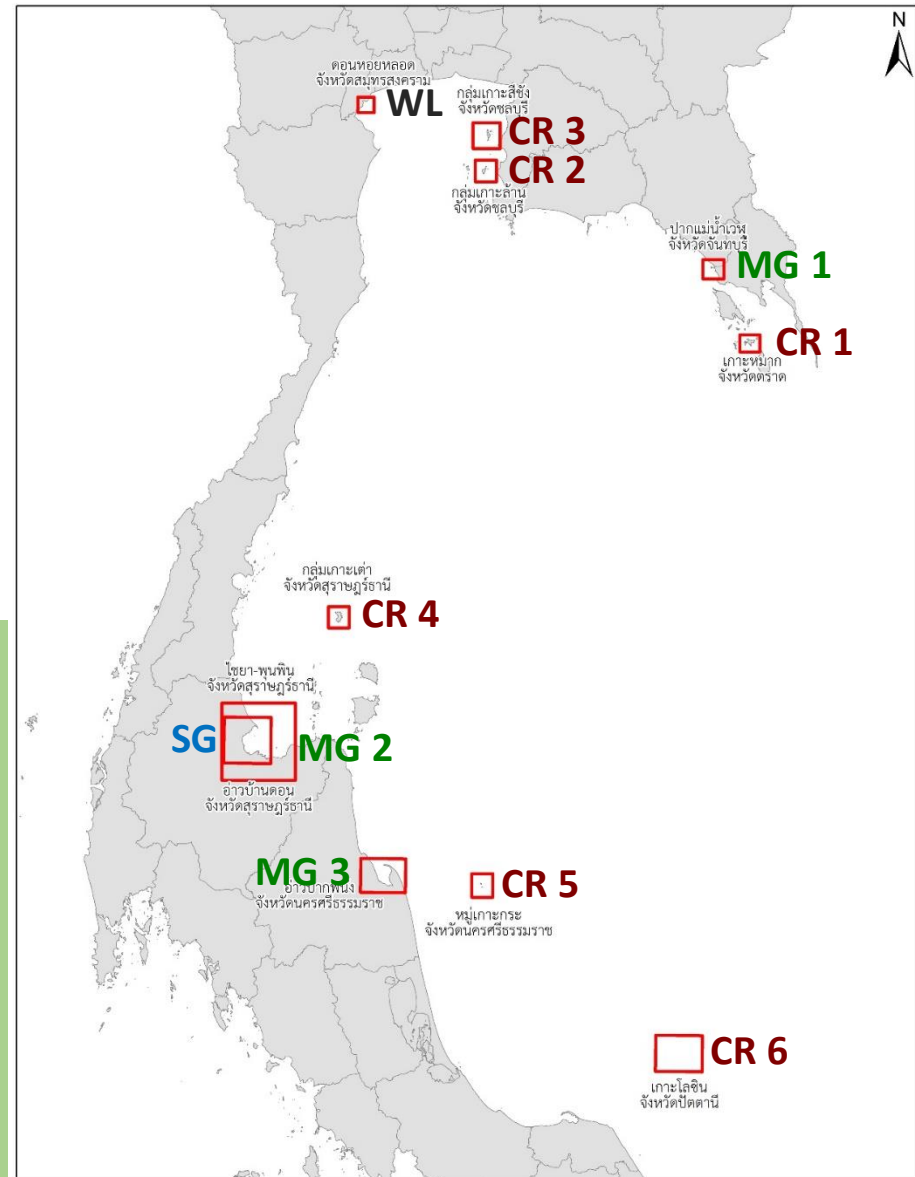 N
ดอนหอยหลอด
จังหวัดสมุทรสงคราม
WL
กลุ่มเกาะสีชัง
จังหวัดชลบุรี
CR 3
CR 2
กลุ่มเกาะล้าน
จังหวัดชลบุรี
ปากแม่น้ำเวฬุ
จังหวัดจันทบุรี
MG 1
CR 1
เกาะหมาก
จังหวัดตราด
กลุ่มเกาะเต่า
จังหวัดสุราษฎร์ธานี
CR 4
ไชยา-พุนพิน
จังหวัดสุราษฎร์ธานี
SG
MG 2
อ่าวบ้านดอน
จังหวัดสุราษฎร์ธานี
MG 3
อ่าวปากพนัง
จังหวัดนครศรีธรรมราช
CR 5
หมู่เกาะกระ
จังหวัดนครศรีธรรมราช
CR 6
เกาะโลซิน
จังหวัดปัตตานี